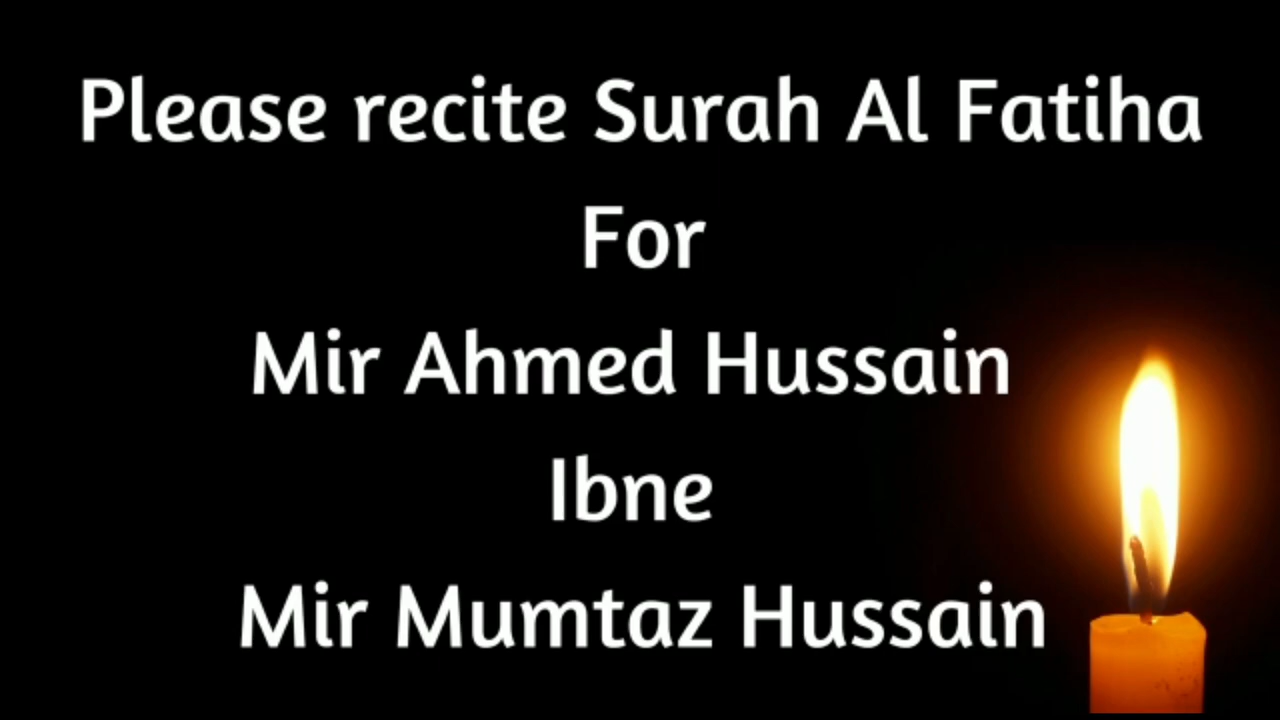 Please recite Surah Al Fatiha
For
Mir Ahmed Hussain
Ibne
Mir Mumtaz Hussain